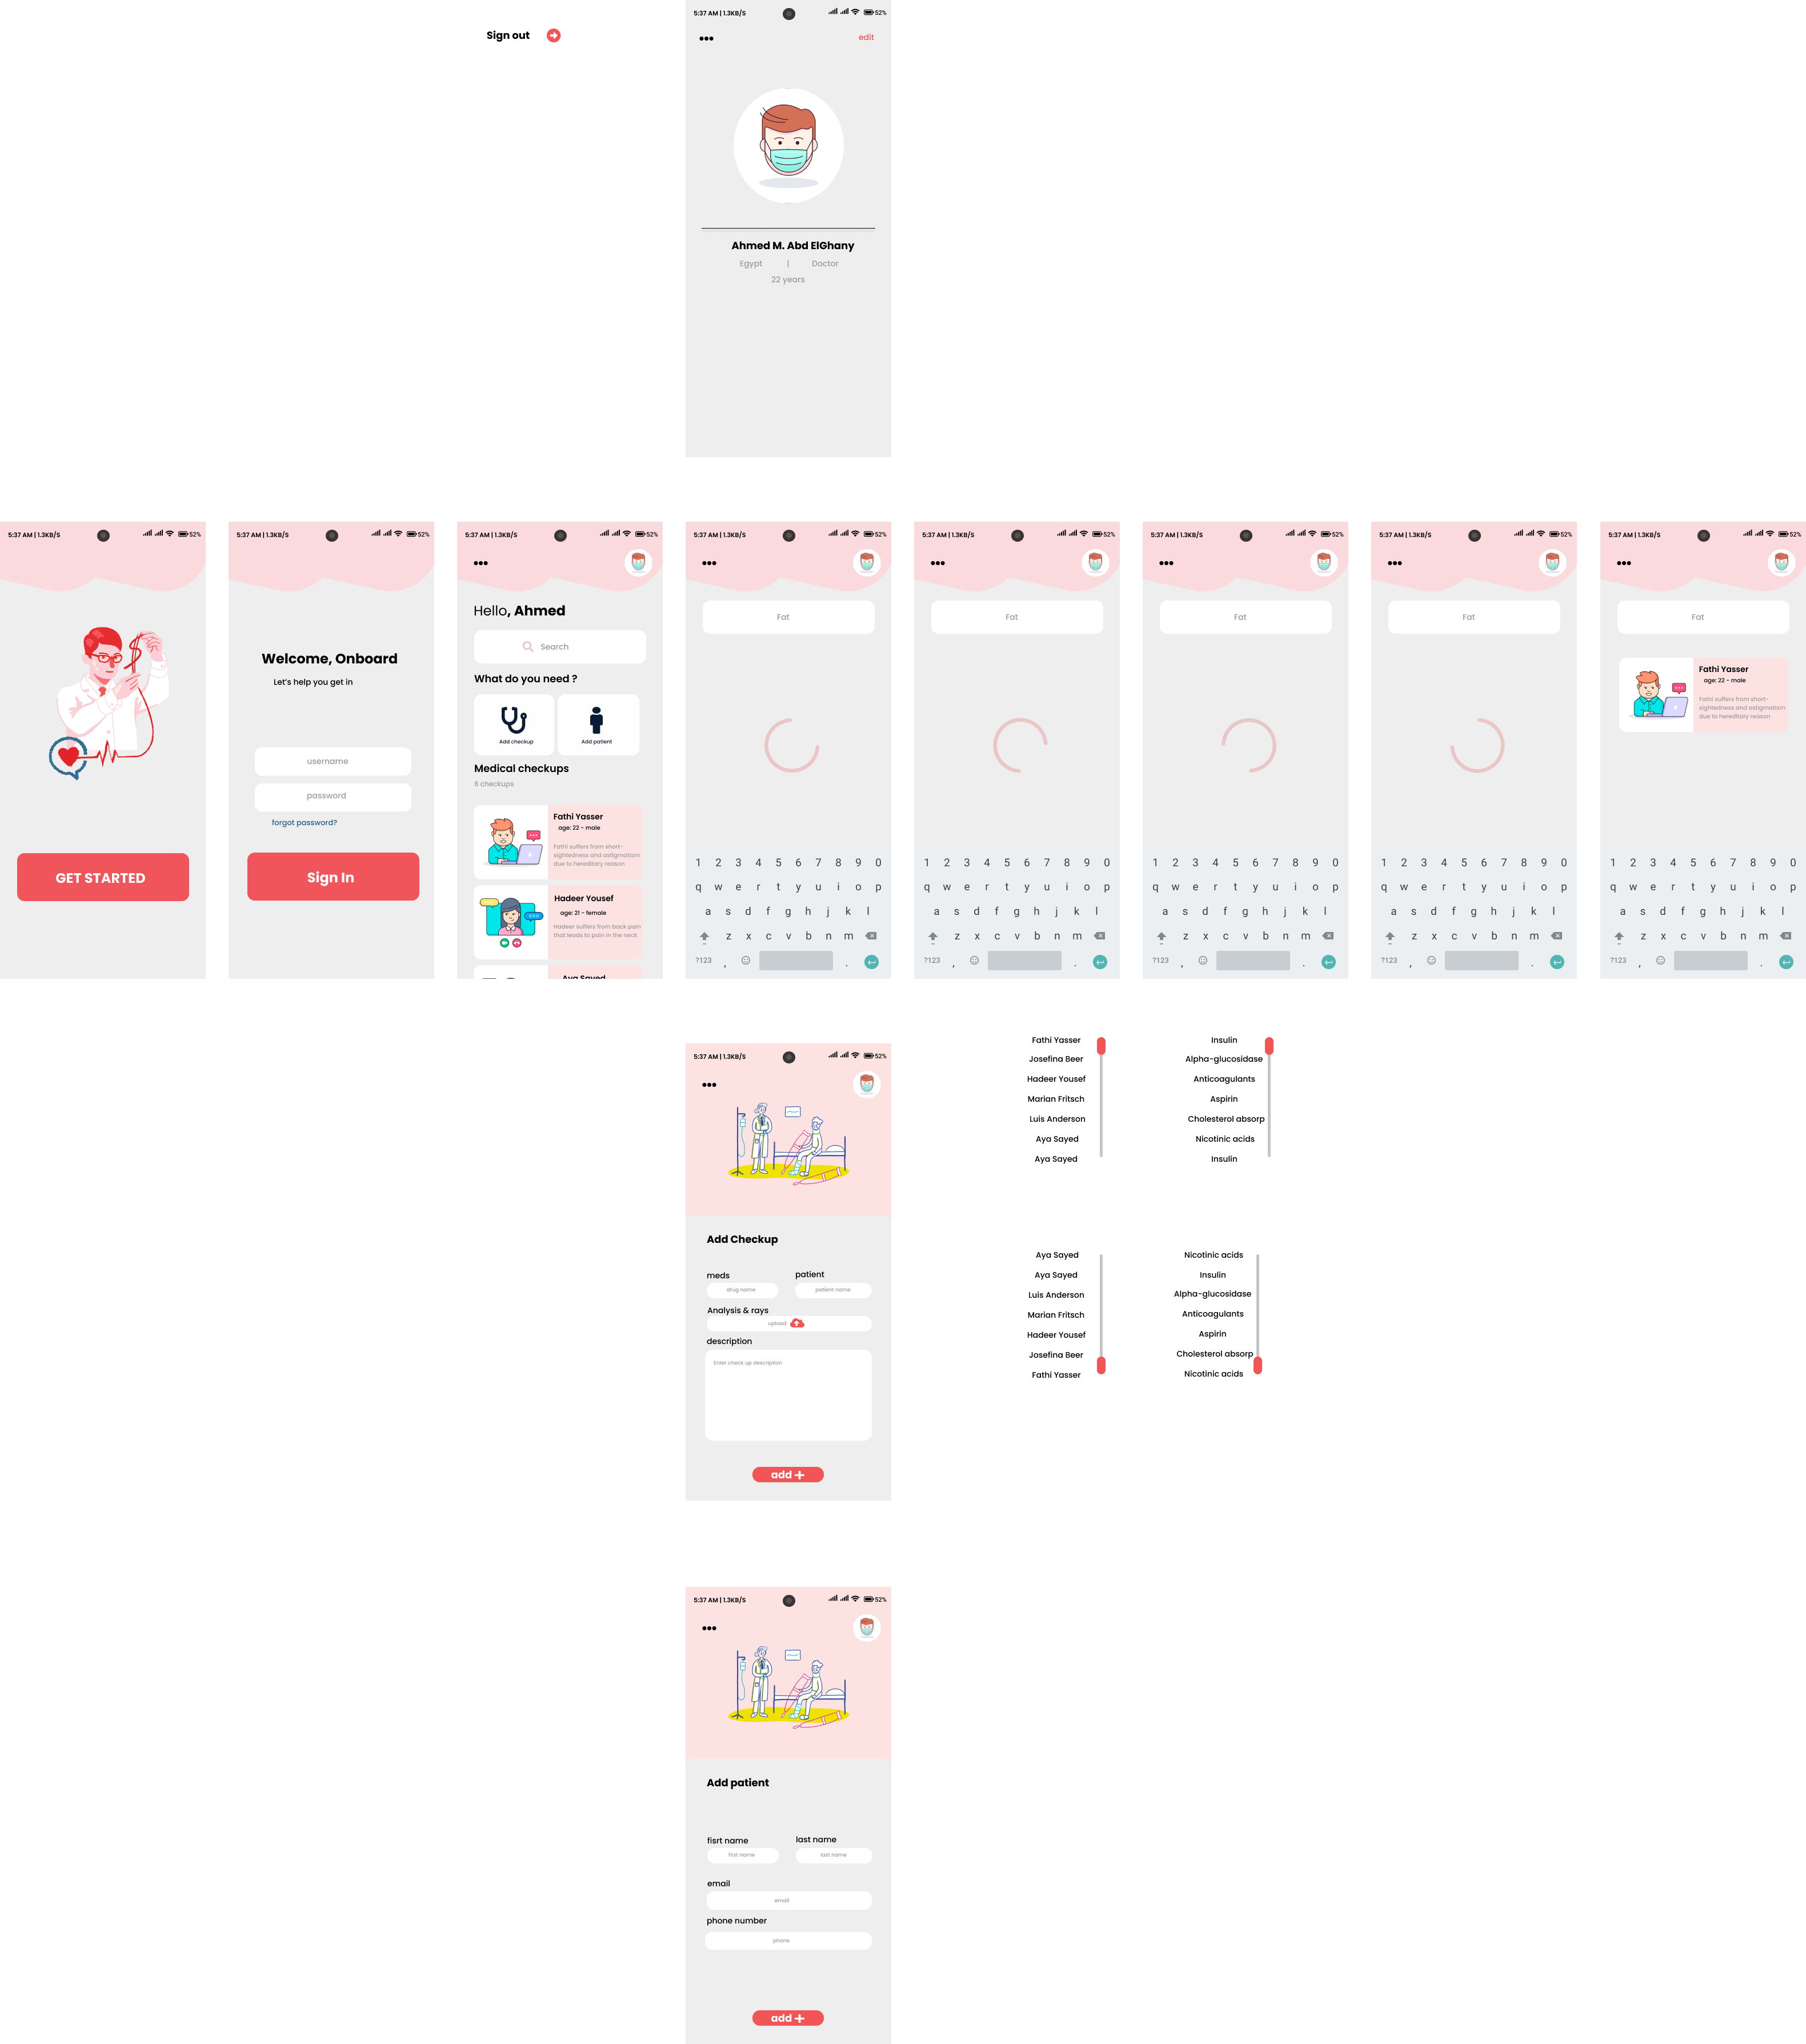 5:37 AM | 1.3KB/S 52%
Sign out
edit
Ahmed M. Abd ElGhany
Egypt | Doctor
22 years
5:37 AM | 1.3KB/S 52%
GET STARTED
5:37 AM | 1.3KB/S 52%
Welcome, Onboard
Let's help you get in
username
password
forgot password?
Sign In
5:37 AM | 1.3KB/S 52%
Hello, Ahmed
Search
What do you need ?
Add checkup
Add patient
Medical checkups
6 checkups
Fathi Yasser
age: 22 - male
Fathi suffers from short-
sightedness and astigmatism
due to hereditary reason
Hadeer Yousef
age: 21 - female
Hadeer suffers from back pain
that leads to pain in the neck
Aya Sayed
5:37 AM | 1.3KB/S 52%
Fat
1 2 3 4 5 6 7 8 9 0
q w e r t y u i o p
a s d f g h j k l
z x c v b n m
?123 , .
5:37 AM | 1.3KB/S 52%
Fat
1 2 3 4 5 6 7 8 9 0
q w e r t y u i o p
a s d f g h j k l
z x c v b n m
?123 , .
5:37 AM | 1.3KB/S 52%
Fat
1 2 3 4 5 6 7 8 9 0
q w e r t y u i o p
a s d f g h j k l
z x c v b n m
?123 , .
5:37 AM | 1.3KB/S 52%
Fat
1 2 3 4 5 6 7 8 9 0
q w e r t y u i o p
a s d f g h j k l
z x c v b n m
?123 , .
5:37 AM | 1.3KB/S 52%
Fat
Fathi Yasser
age: 22 - male
Fathi suffers from short-
sightedness and astigmatism
due to hereditary reason
1 2 3 4 5 6 7 8 9 0
q w e r t y u i o p
a s d f g h j k l
z x c v b n m
?123 , .
5:37 AM | 1.3KB/S 52%
Add Checkup
meds
patient
drug name
patient name
Analysis & rays
upload
description
Enter check up description
add +
Fathi Yasser
Josefina Beer
Hadeer Yousef
Marian Fritsch
Luis Anderson
Aya Sayed
Aya Sayed
Insulin
Alpha-glucosidase
Anticoagulants
Aspirin
Cholesterol absorp
Nicotinic acids
Insulin
Aya Sayed
Aya Sayed
Luis Anderson
Marian Fritsch
Hadeer Yousef
Josefina Beer
Fathi Yasser
Nicotinic acids
Insulin
Alpha-glucosidase
Anticoagulants
Aspirin
Cholesterol absorp
Nicotinic acids
5:37 AM | 1.3KB/S 52%
Add patient
fisrt name
last name
first name
last name
email
email
phone number
phone
add +